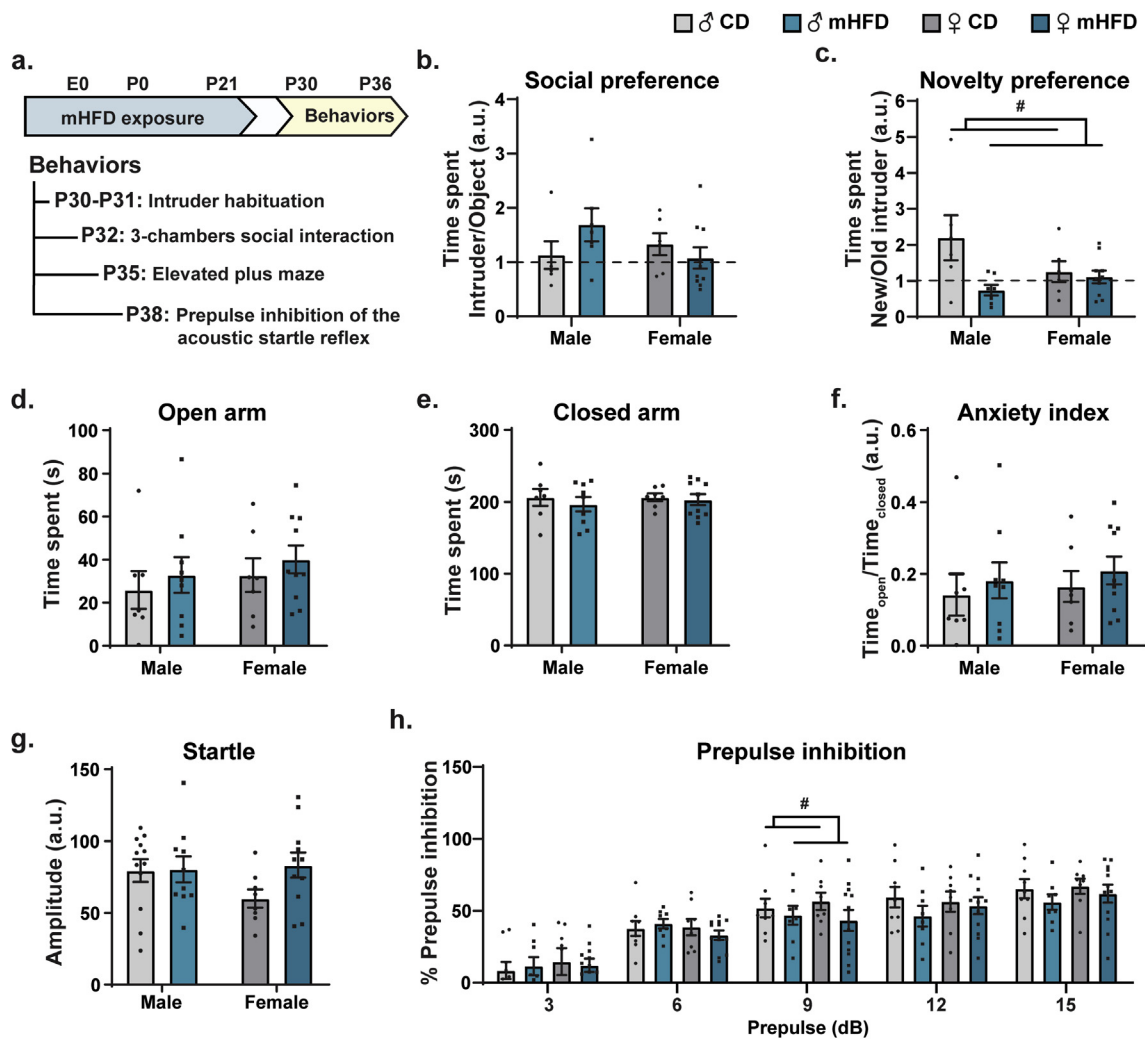 ♂ CD ♂ mHFD ♀ CD ♀ mHFD
a.
E0 P0 P21 P30 P36
mHFD exposure Behaviors
Behaviors
P30-P31: Intruder habituation
P32: 3-chambers social interaction
P35: Elevated plus maze
P38: Prepulse inhibition of the
acoustic startle reflex
b.
Social preference
Time spent
Intruder/Object (a.u.)
4
3
2
1
0
Male Female
c.
Novelty preference
Time spent
New/Old intruder (a.u.)
6
5
4
3
2
1
0
#
Male Female
d.
Open arm
Time spent (s)
100
80
60
40
20
0
Male Female
e.
Closed arm
Time spent (s)
300
200
100
0
Male Female
f.
Anxiety index
Time open/Time closed (a.u.)
0.6
0.4
0.2
0.0
Male Female
g.
Startle
Amplitude (a.u.)
150
100
50
0
Male Female
h.
Prepulse inhibition
% Prepulse inhibition
150
100
50
0
#
3 6 9 12 15
Prepulse (dB)